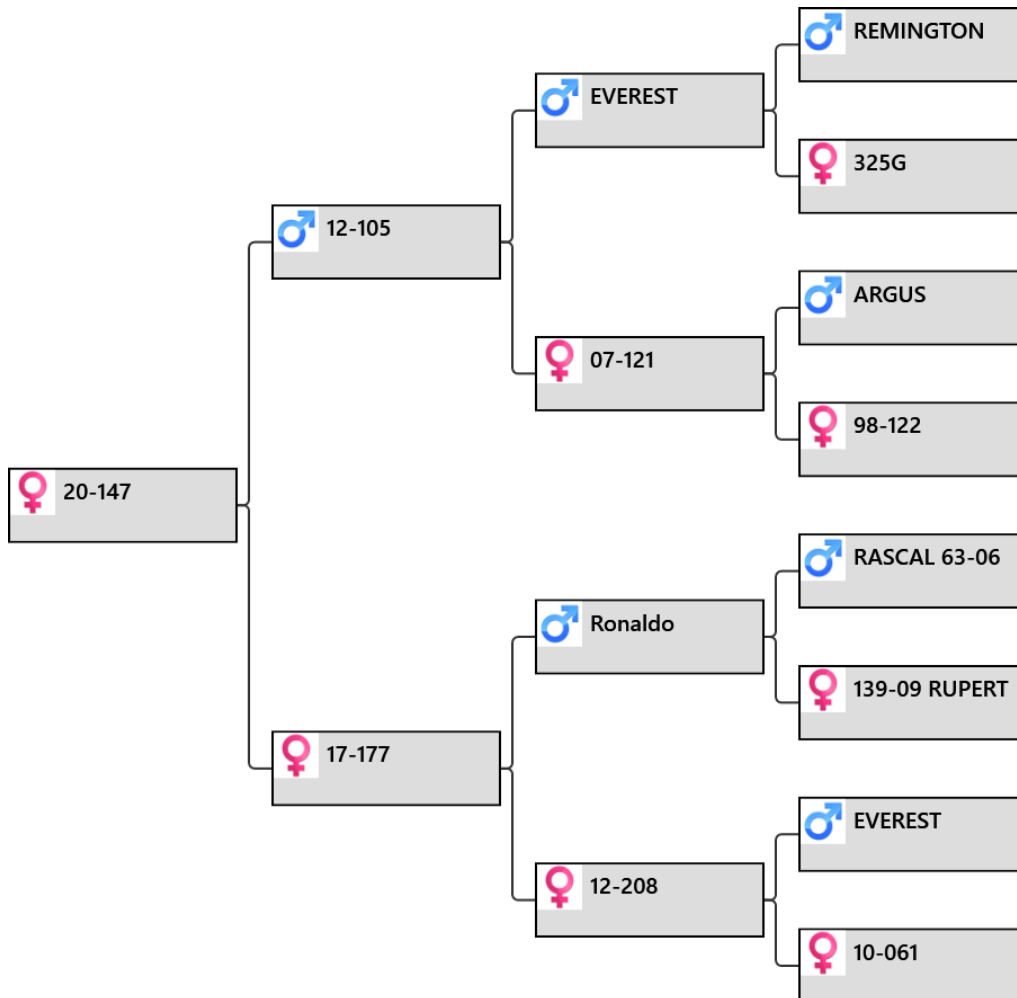 REMINGTON
EVEREST
325G
12-105
ARGUS
07-121
98-122
20-147
RASCAL 63-06
Ronaldo
139-09 RUPERT
17-177
EVEREST
12-208
10-061